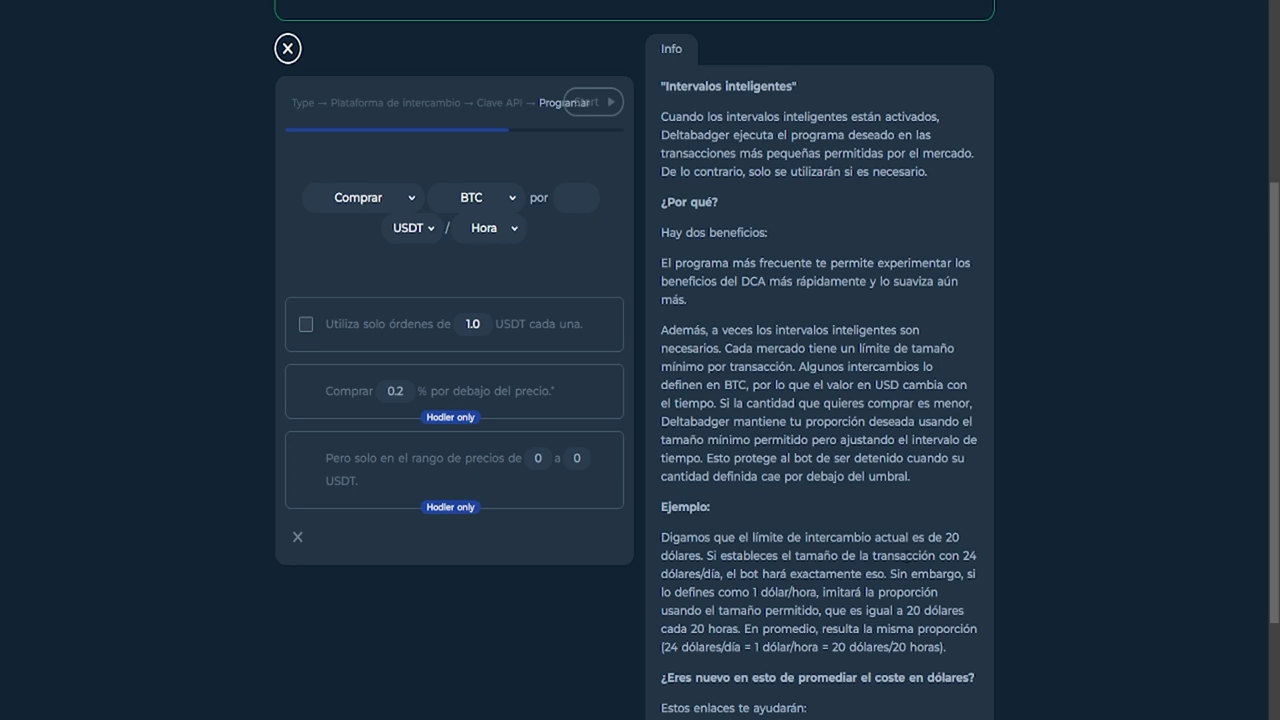 Type → Plataforma de intercambio → Clave API → Programar
Comprar BTC por
USDT / Hora
Utiliza solo órdenes de 1.0 USDT cada una.
Comprar 0.2 % por debajo del precio.*
Hodler only
Pero solo en el rango de precios de 0 a 0
USDT.
Hodler only
Info
"Intervalos inteligentes"
Cuando los intervalos inteligentes están activados,
Deltabadger ejecuta el programa deseado en las
transacciones más pequeñas permitidas por el mercado.
De lo contrario, solo se utilizarán si es necesario.
¿Por qué?
Hay dos beneficios:
El programa más frecuente te permite experimentar los
beneficios del DCA más rápidamente y lo suaviza aún
más.
Además, a veces los intervalos inteligentes son
necesarios. Cada mercado tiene un límite de tamaño
mínimo por transacción. Algunos intercambios lo
definen en BTC, por lo que el valor en USD cambia con
el tiempo. Si la cantidad que quieres comprar es menor,
Deltabadger mantiene tu proporción deseada usando el
tamaño mínimo permitido pero ajustando el intervalo de
tiempo. Esto protege al bot de ser detenido cuando su
cantidad definida cae por debajo del umbral.
Ejemplo:
Digamos que el límite de intercambio actual es de 20
dólares. Si estableces el tamaño de la transacción con 24
dólares/día, el bot hará exactamente eso. Sin embargo, si
lo defines como 1 dólar/hora, imitará la proporción
usando el tamaño permitido, que es igual a 20 dólares
cada 20 horas. En promedio, resulta la misma proporción
(24 dólares/día = 1 dólar/hora = 20 dólares/20 horas).
¿Eres nuevo en esto de promediar el coste en dólares?
Estos enlaces te ayudarán: